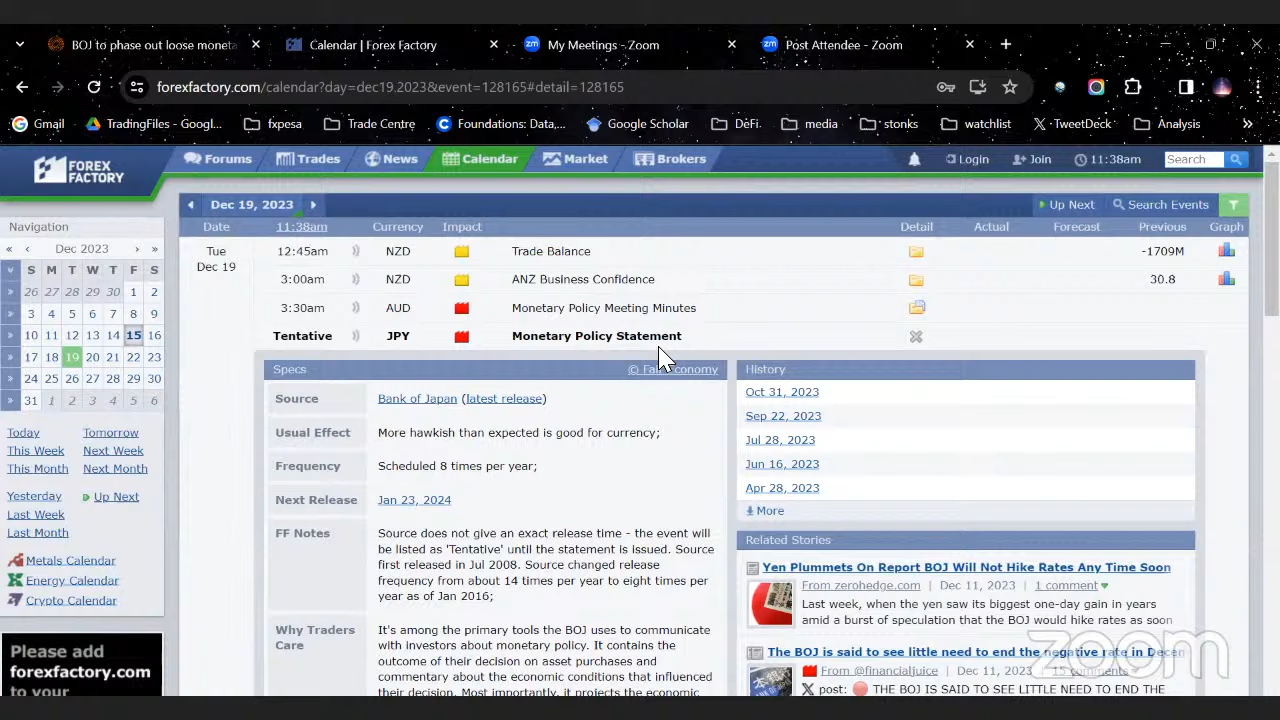 BOJ to phase out loose moneta
Calendar | Forex Factory
zm My Meetings - Zoom
zm Post Attendee - Zoom
forexfactory.com/calendar?day=dec19.2023&event=128165#detail=128165
Gmail
TradingFiles - Googl...
fxpesa
Trade Centre
Foundations: Data,...
Google Scholar
DeFi
media
stonks
watchlist
TweetDeck
Analysis
FOREX FACTORY
Forums
Trades
News
Calendar
Market
Brokers
Login
Join
11:38am
Search
Navigation
« ‹ Dec 2023 › »
S M T W T F S
26 27 28 29 30 1 2
3 4 5 6 7 8 9
10 11 12 13 14 15 16
17 18 19 20 21 22 23
24 25 26 27 28 29 30
31 1 2 3 4 5 6
Today Tomorrow
This Week Next Week
This Month Next Month
Yesterday Up Next
Last Week
Last Month
Metals Calendar
Energy Calendar
Crypto Calendar
Please add
forexfactory.com
to your
Dec 19, 2023
Up Next
Search Events
Date 11:38am Currency Impact Detail Actual Forecast Previous Graph
Tue Dec 19
12:45am NZD Trade Balance -1709M
3:00am NZD ANZ Business Confidence 30.8
3:30am AUD Monetary Policy Meeting Minutes
Tentative JPY Monetary Policy Statement
Specs
Source Bank of Japan (latest release)
Usual Effect More hawkish than expected is good for currency;
Frequency Scheduled 8 times per year;
Next Release Jan 23, 2024
FF Notes Source does not give an exact release time - the event will
be listed as 'Tentative' until the statement is issued. Source
first released in Jul 2008. Source changed release
frequency from about 14 times per year to eight times per
year as of Jan 2016;
Why Traders Care
It's among the primary tools the BOJ uses to communicate
with investors about monetary policy. It contains the
outcome of their decision on asset purchases and
commentary about the economic conditions that influenced
their decision. Most importantly, it projects the economic
History
Oct 31, 2023
Sep 22, 2023
Jul 28, 2023
Jun 16, 2023
Apr 28, 2023
More
Related Stories
Yen Plummets On Report BOJ Will Not Hike Rates Any Time Soon
From zerohedge.com | Dec 11, 2023 | 1 comment
Last week, when the yen saw its biggest one-day gain in years
amid a burst of speculation that the BOJ would hike rates as soon
The BOJ is said to see little need to end the negative rate in Decem
From @financialjuice | Dec 11, 2023 | 15 comments
X post: THE BOJ IS SAID TO SEE LITTLE NEED TO END THE
zoom